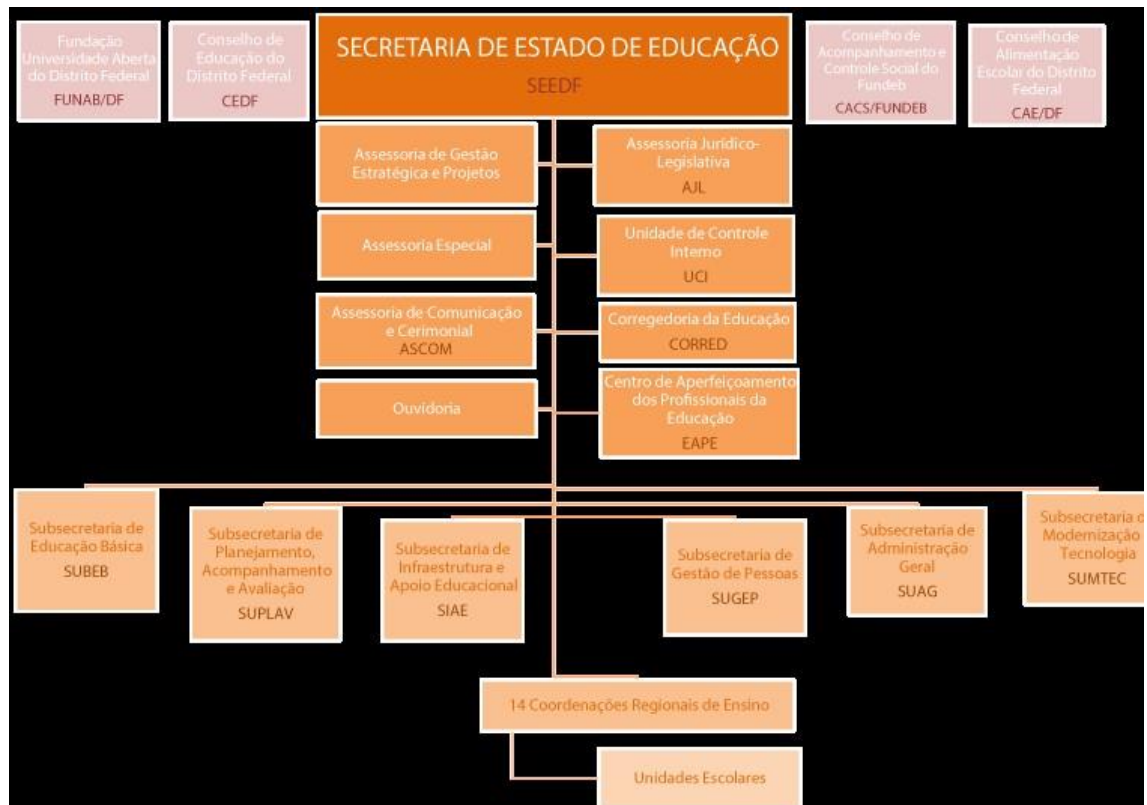 Fundação
Universidade Aberta
do Distrito Federal
FUNAB/DF
Conselho de
Educação do
Distrito Federal
CEDF
SECRETARIA DE ESTADO DE EDUCAÇÃO
SEEDF
Conselho de
Acompanhamento e
Controle Social do
Fundeb
CACS/FUNDEB
Conselho de
Alimentação
Escolar do Distrito
Federal
CAE/DF
Assessoria de Gestão
Estratégica e Projetos
Assessoria Jurídico-
Legislativa
AJL
Assessoria Especial
Unidade de Controle
Interno
UCI
Assessoria de Comunicação
e Cerimonial
ASCOM
Corregedoria da Educação
CORRED
Ouvidoria
Centro de Aperfeiçoamento
dos Profissionais da
Educação
EAPE
Subsecretaria de
Educação Básica
SUBEB
Subsecretaria de
Planejamento,
Acompanhamento
e Avaliação
SUPLAV
Subsecretaria de
Infraestrutura e
Apoio Educacional
SIAE
Subsecretaria de
Gestão de Pessoas
SUGEP
Subsecretaria de
Administração
Geral
SUAG
Subsecretaria
Modernização
Tecnologia
SUMTEC
14 Coordenações Regionais de Ensino
Unidades Escolares